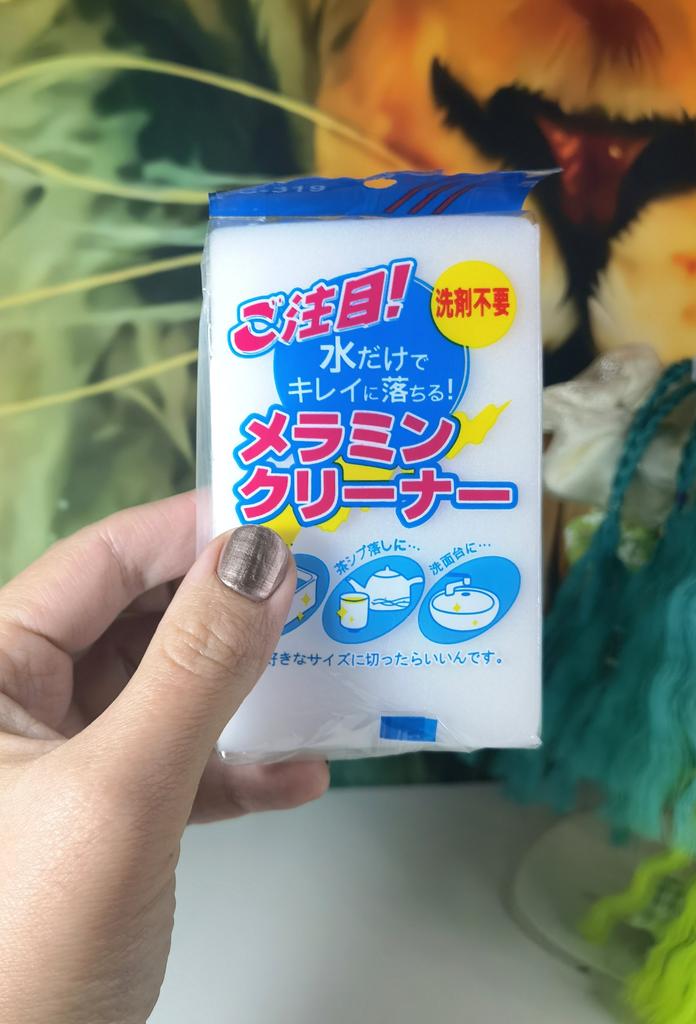 319
ご注目!
洗剤不要
水だけで
キレイに落ちる!
メラミン
クリーナー
茶シブ落しに…
洗面台に…
きなサイズに切ったらいいんです。